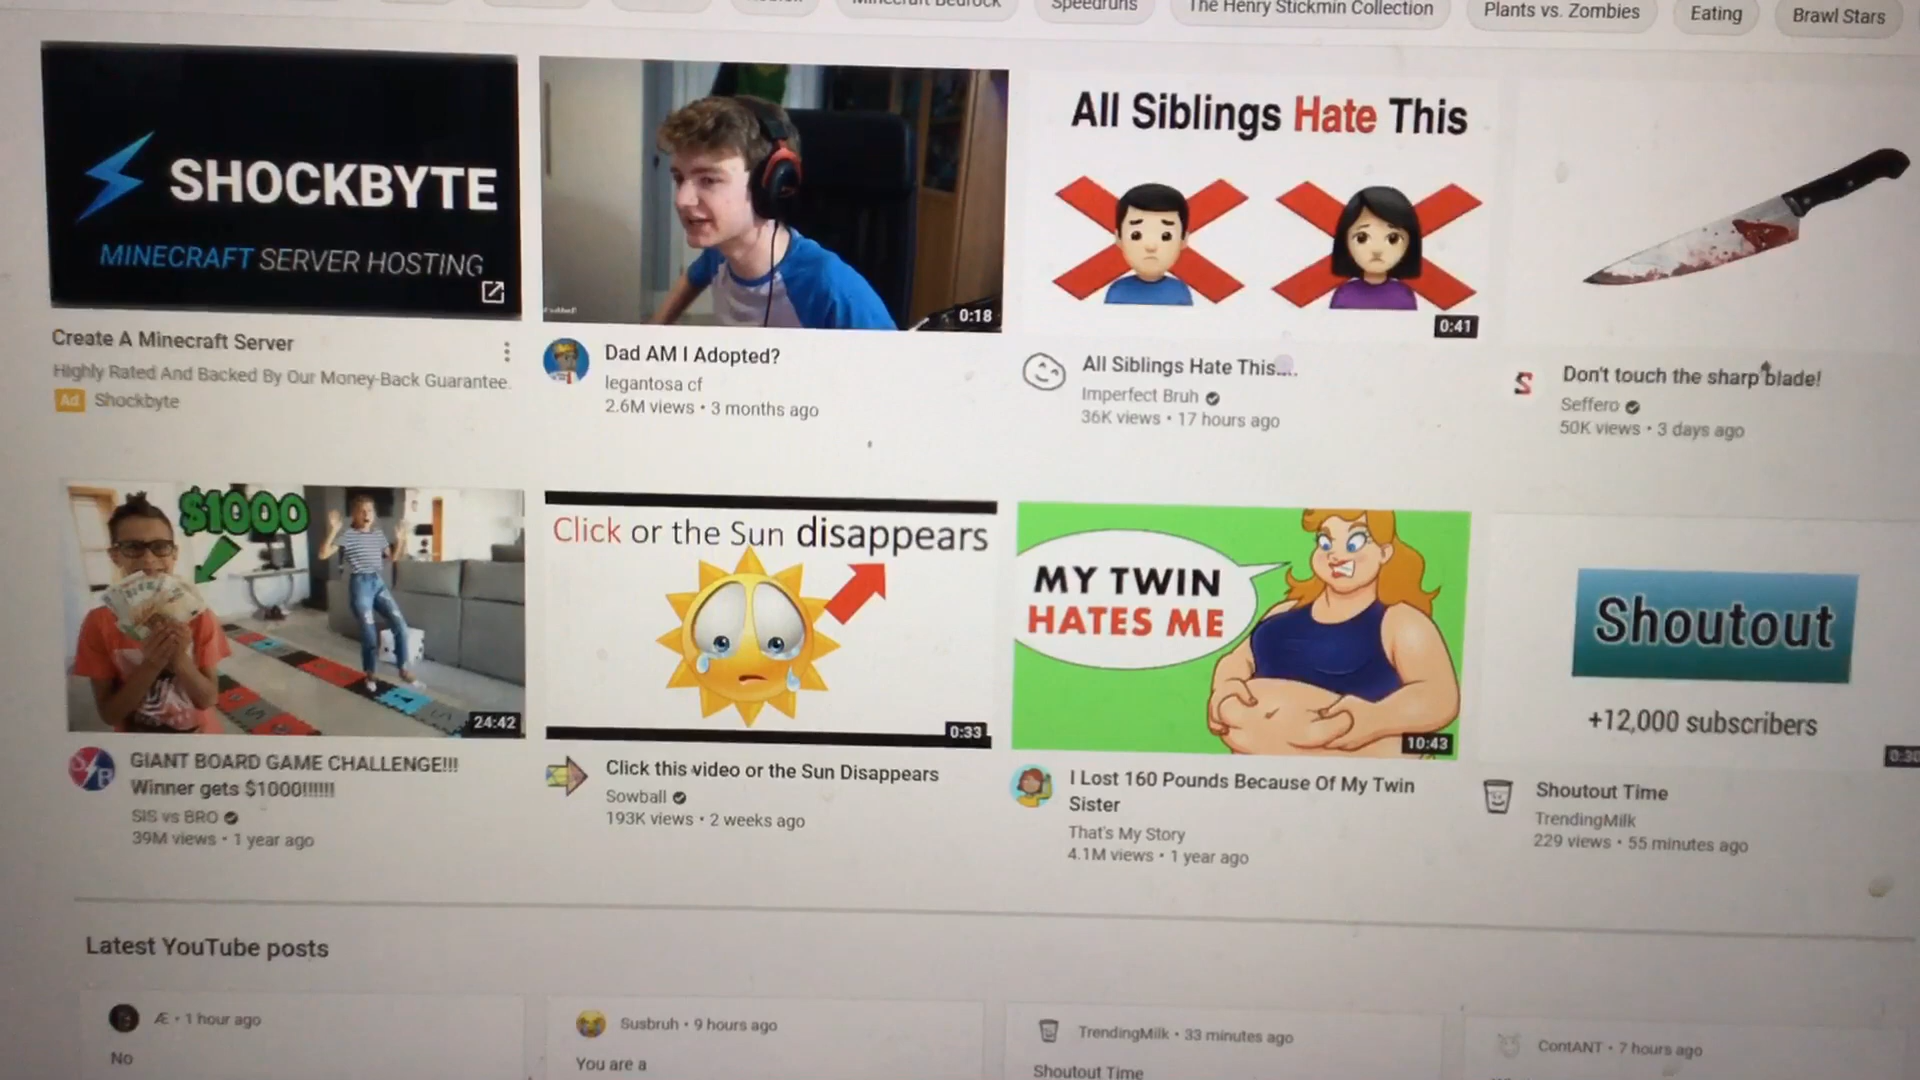 Speedruns
The Henry Stickmin Collection
Plants vs. Zombies
Eating
Brawl Stars
SHOCKBYTE
MINECRAFT SERVER HOSTING
Create A Minecraft Server
Highly Rated And Backed By Our Money-Back Guarantee.
Ad Shockbyte
0:18
Dad AM I Adopted?
legantosa cf
2.6M views • 3 months ago
All Siblings Hate This
0:41
All Siblings Hate This....
Imperfect Bruh
36K views • 17 hours ago
Don't touch the sharp blade!
Seffero
50K views • 3 days ago
$1000
24:42
GIANT BOARD GAME CHALLENGE!!!
Winner gets $1000!!!!!!
SIS vs BRO
39M views • 1 year ago
Click or the Sun disappears
0:33
Click this video or the Sun Disappears
Sowball
193K views • 2 weeks ago
MY TWIN
HATES ME
10:43
I Lost 160 Pounds Because Of My Twin
Sister
That's My Story
4.1M views • 1 year ago
Shoutout
+12,000 subscribers
0:30
Shoutout Time
TrendingMilk
229 views • 55 minutes ago
Latest YouTube posts
Æ • 1 hour ago
No
Susbruh • 9 hours ago
You are a
TrendingMilk • 33 minutes ago
Shoutout Time
ContANT • 7 hours ago